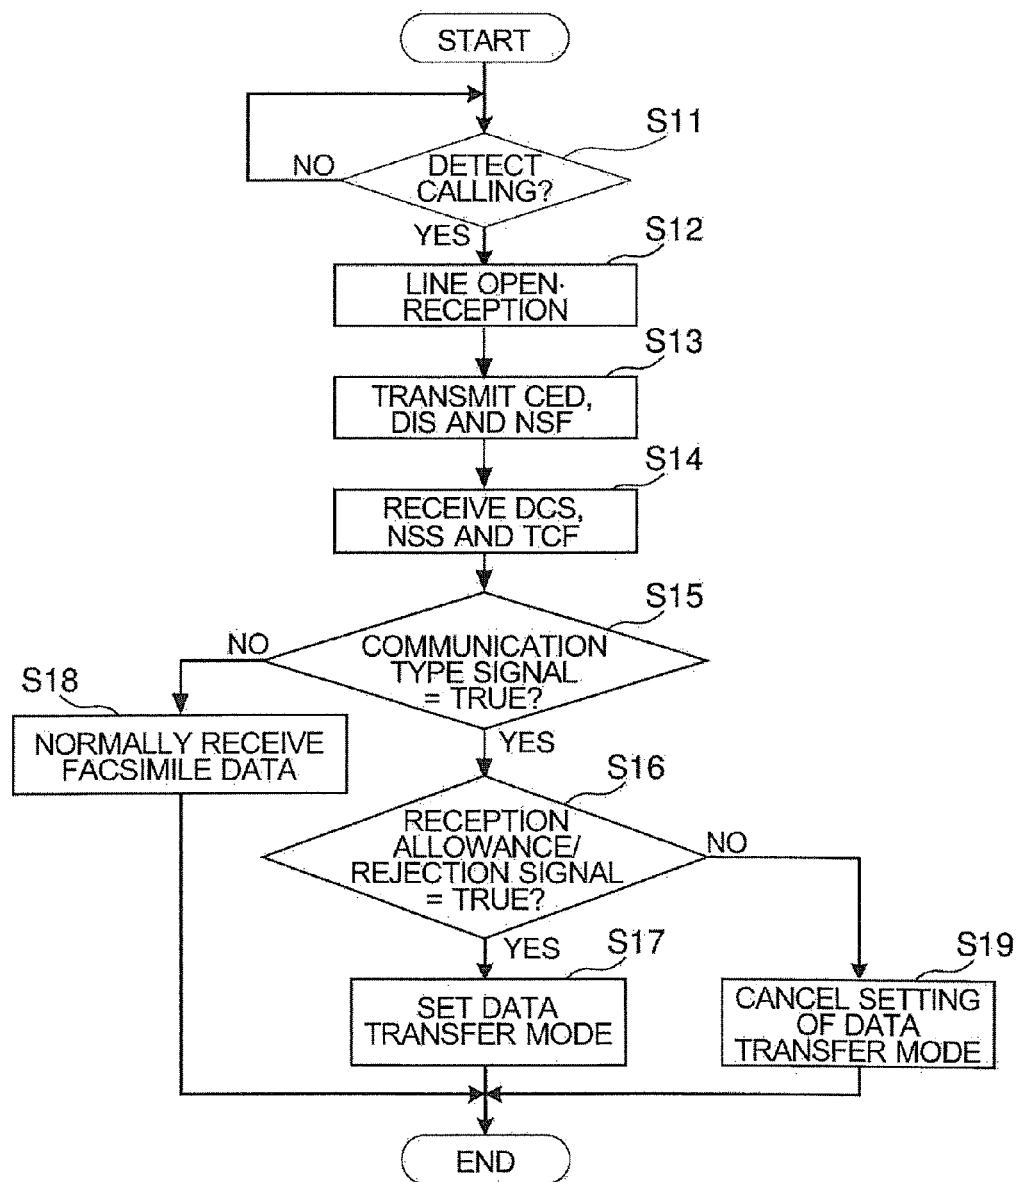 START
S11
DETECT
CALLING?
NO
YES
S12
LINE OPEN·
RECEPTION
S13
TRANSMIT CED,
DIS AND NSF
S14
RECEIVE DCS,
NSS AND TCF
S15
COMMUNICATION
TYPE SIGNAL
= TRUE?
NO
YES
S18
NORMALLY RECEIVE
FACSIMILE DATA
S16
RECEPTION
ALLOWANCE/
REJECTION SIGNAL
= TRUE?
NO
YES
S17
SET DATA
TRANSFER MODE
S19
CANCEL SETTING
OF DATA
TRANSFER MODE
END